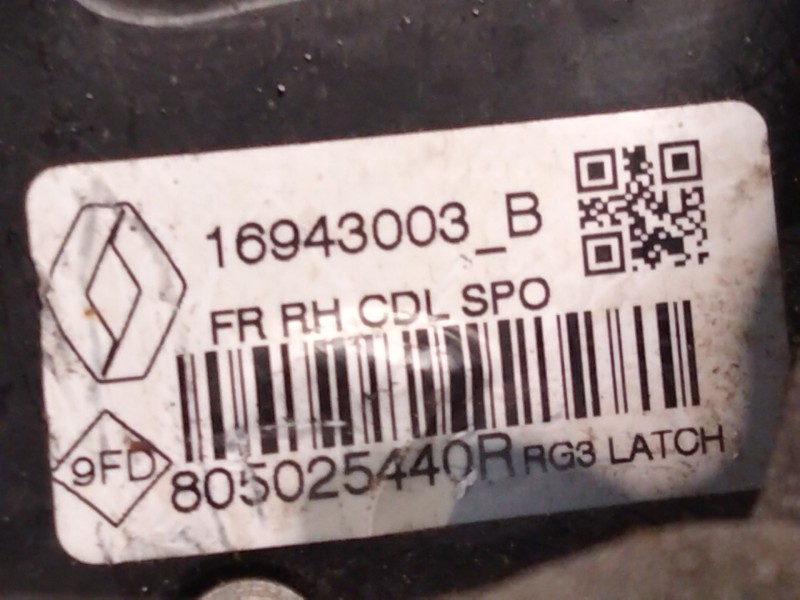 16943003_B
FR RH CDL SPO
9FD
805025440R RG3 LATCH